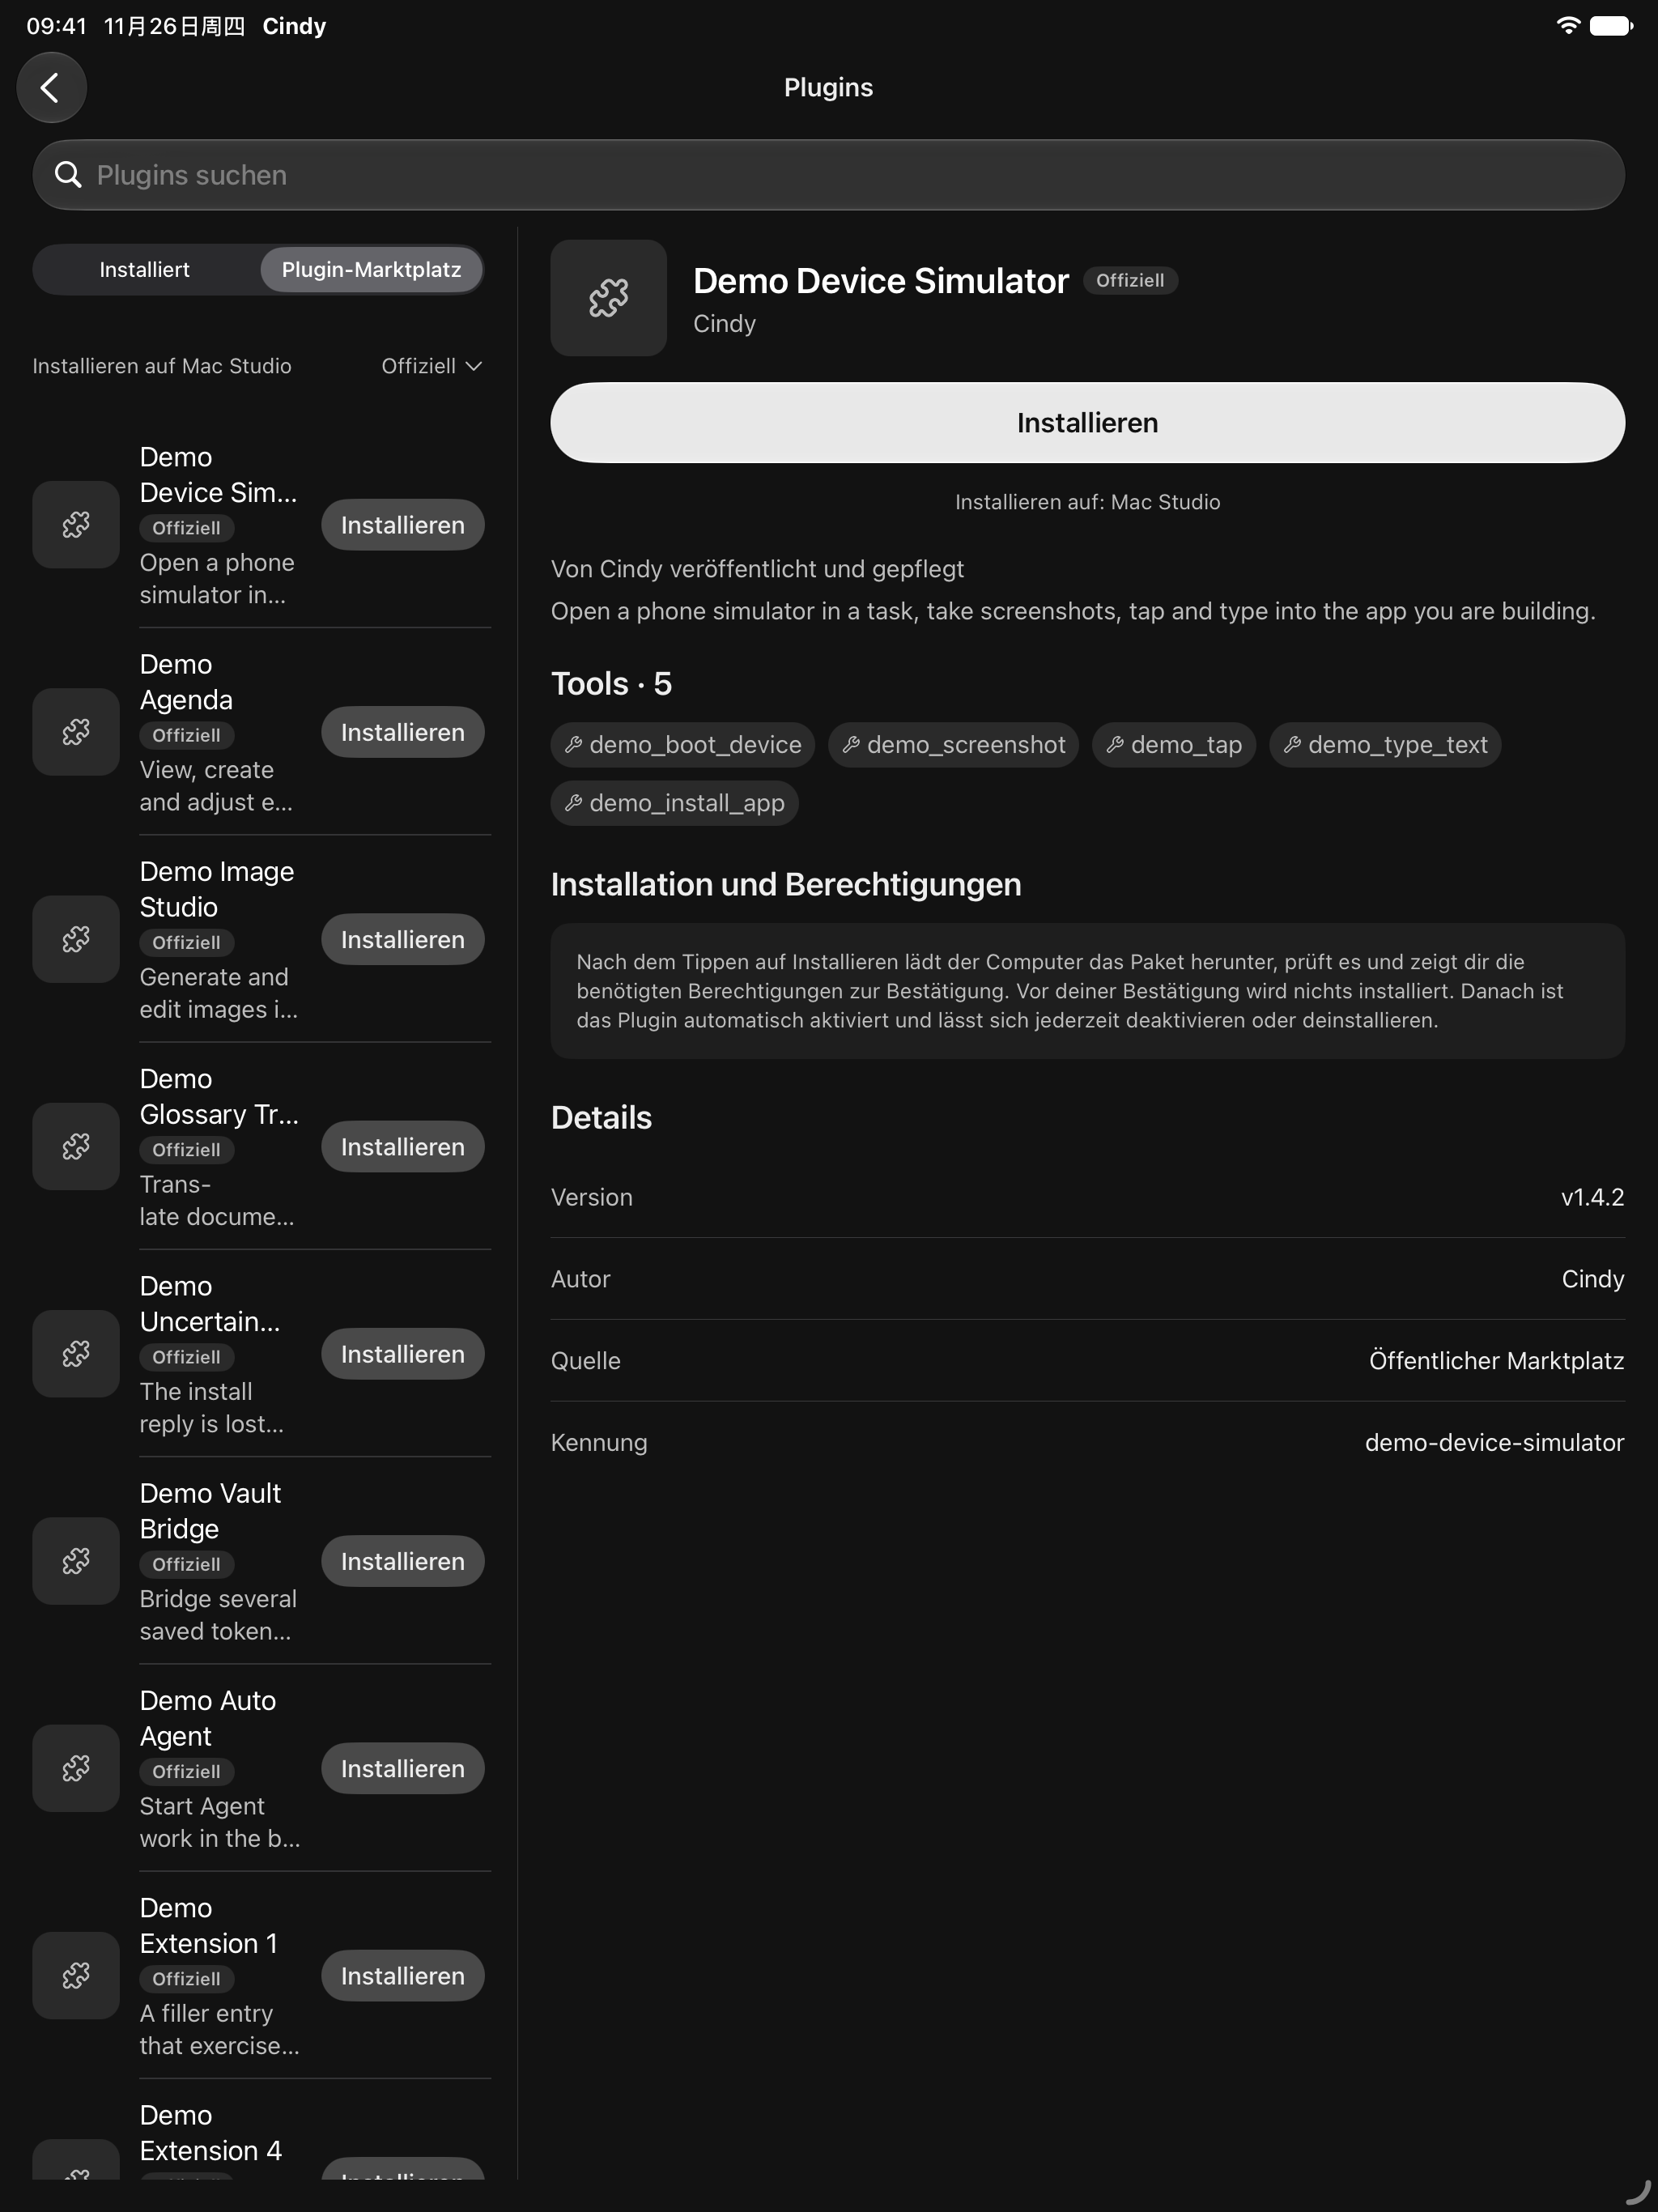 09:41 11月26日周四 Cindy
Plugins
Plugins suchen
Installiert
Plugin-Marktplatz
Installieren auf Mac Studio
Offiziell
Demo
Device Sim...
Offiziell
Open a phone
simulator in...
Installieren
Demo
Agenda
Offiziell
View, create
and adjust e...
Installieren
Demo Image
Studio
Offiziell
Generate and
edit images i...
Installieren
Demo
Glossary Tr...
Offiziell
Trans-
late docume...
Installieren
Demo
Uncertain...
Offiziell
The install
reply is lost...
Installieren
Demo Vault
Bridge
Offiziell
Bridge several
saved token...
Installieren
Demo Auto
Agent
Offiziell
Start Agent
work in the b...
Installieren
Demo
Extension 1
Offiziell
A filler entry
that exercise...
Installieren
Demo
Extension 4
Installieren
Demo Device Simulator
Offiziell
Cindy
Installieren
Installieren auf: Mac Studio
Von Cindy veröffentlicht und gepflegt
Open a phone simulator in a task, take screenshots, tap and type into the app you are building.
Tools · 5
demo_boot_device
demo_screenshot
demo_tap
demo_type_text
demo_install_app
Installation und Berechtigungen
Nach dem Tippen auf Installieren lädt der Computer das Paket herunter, prüft es und zeigt dir die
benötigten Berechtigungen zur Bestätigung. Vor deiner Bestätigung wird nichts installiert. Danach ist
das Plugin automatisch aktiviert und lässt sich jederzeit deaktivieren oder deinstallieren.
Details
Version
v1.4.2
Autor
Cindy
Quelle
Öffentlicher Marktplatz
Kennung
demo-device-simulator